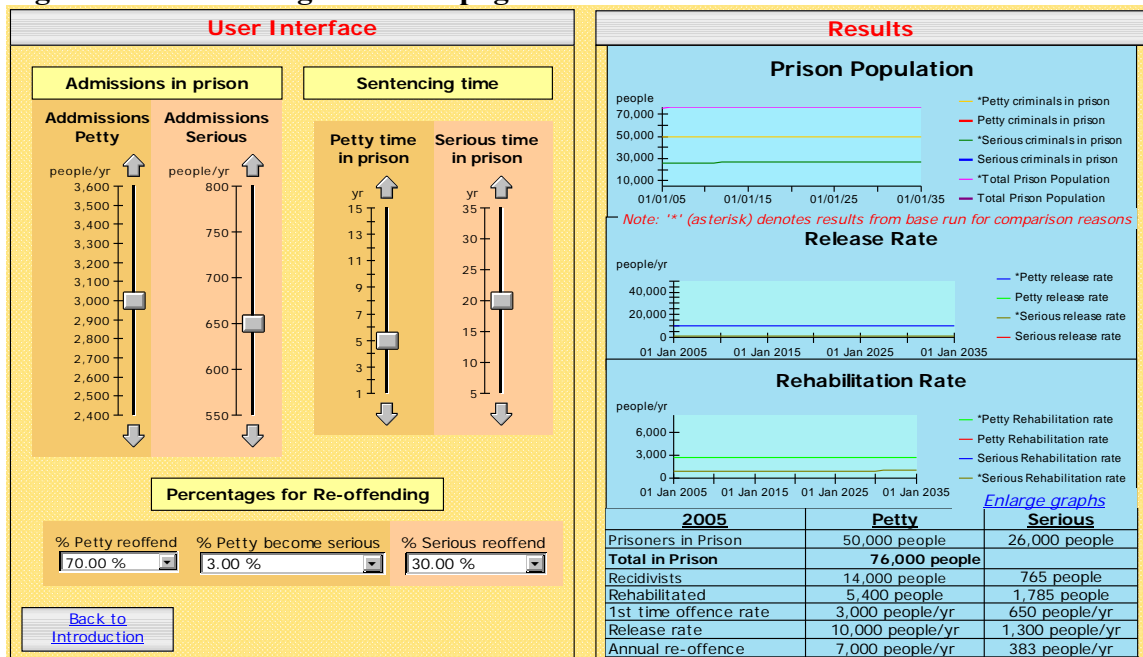 User Interface
Admissions in prison
Sentencing time
Addmissions
Petty
Addmissions
Serious
Petty time
in prison
Serious time
in prison
people/yr
3,600
3,500
3,400
3,300
3,200
3,100
3,000
2,900
2,800
2,700
2,600
2,500
2,400
people/yr
800
750
700
650
600
550
yr
15
13
11
9
7
5
3
1
yr
35
30
25
20
15
10
5
Percentages for Re-offending
% Petty reoffend
70.00 %
% Petty become serious
3.00 %
% Serious reoffend
30.00 %
Back to
Introduction
Results
Prison Population
people
70,000
50,000
30,000
10,000
01/01/05 01/01/15 01/01/25 01/01/35
*Petty criminals in prison
Petty criminals in prison
*Serious criminals in prison
Serious criminals in prison
*Total Prison Population
Total Prison Population
Note: '*' (asterisk) denotes results from base run for comparison reasons
Release Rate
people/yr
40,000
20,000
0
01 Jan 2005 01 Jan 2015 01 Jan 2025 01 Jan 2035
*Petty release rate
Petty release rate
*Serious release rate
Serious release rate
Rehabilitation Rate
people/yr
6,000
3,000
0
01 Jan 2005 01 Jan 2015 01 Jan 2025 01 Jan 2035
*Petty Rehabilitation rate
Petty Rehabilitation rate
Serious Rehabilitation rate
*Serious Rehabilitation rate
Enlarge graphs
2005 Petty Serious
Prisoners in Prison 50,000 people 26,000 people
Total in Prison 76,000 people
Recidivists 14,000 people 765 people
Rehabilitated 5,400 people 1,785 people
1st time offence rate 3,000 people/yr 650 people/yr
Release rate 10,000 people/yr 1,300 people/yr
Annual re-offence 7,000 people/yr 383 people/yr